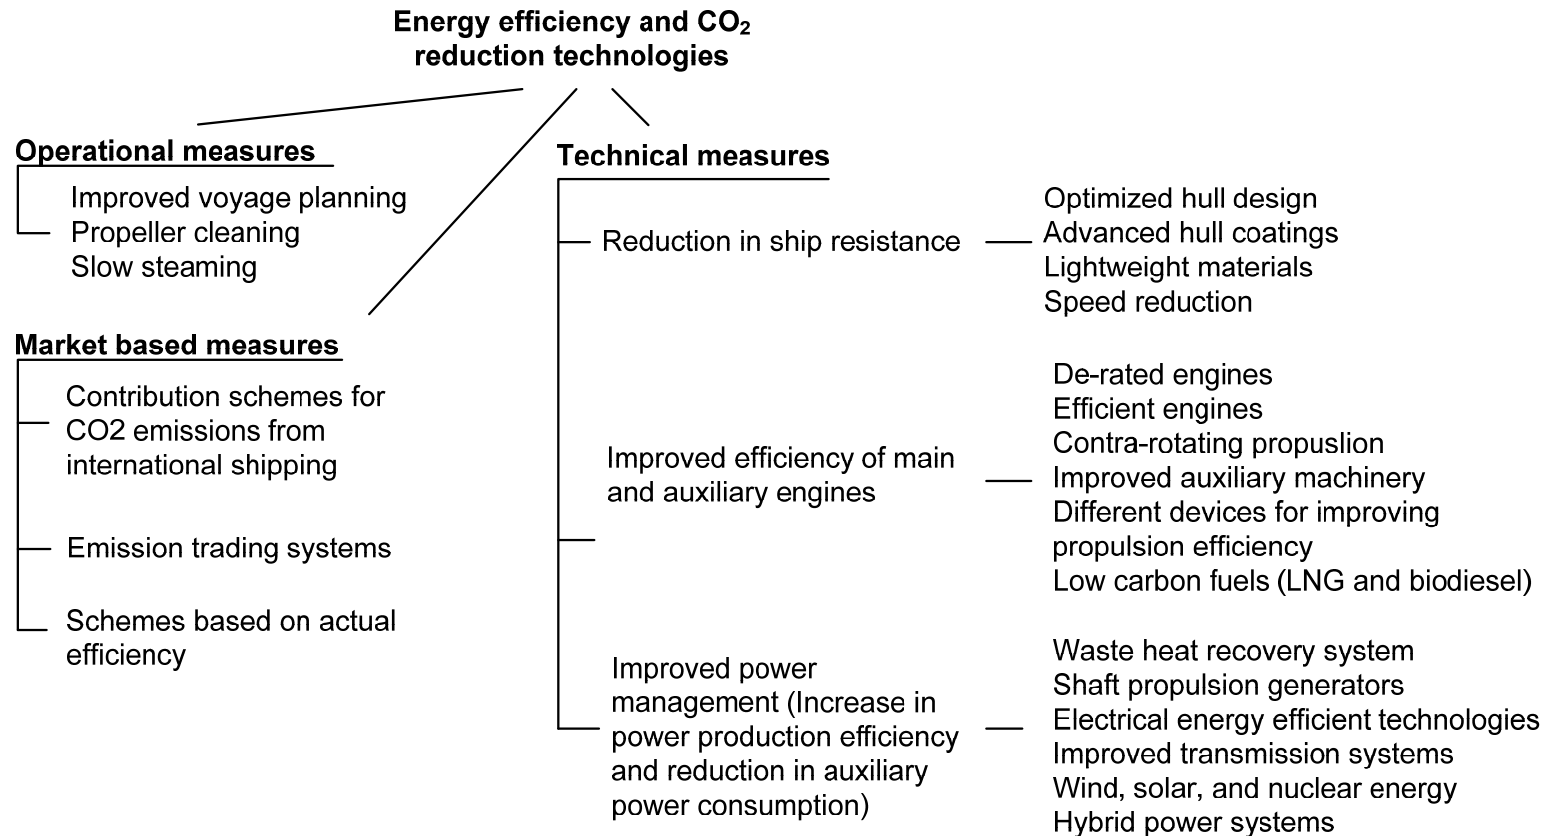 Energy efficiency and CO₂
reduction technologies
Operational measures
Improved voyage planning
Propeller cleaning
Slow steaming
Market based measures
Contribution schemes for
CO2 emissions from
international shipping
Emission trading systems
Schemes based on actual
efficiency
Technical measures
Reduction in ship resistance
Optimized hull design
Advanced hull coatings
Lightweight materials
Speed reduction
Improved efficiency of main
and auxiliary engines
De-rated engines
Efficient engines
Contra-rotating propuslion
Improved auxiliary machinery
Different devices for improving
propulsion efficiency
Low carbon fuels (LNG and biodiesel)
Improved power
management (Increase in
power production efficiency
and reduction in auxiliary
power consumption)
Waste heat recovery system
Shaft propulsion generators
Electrical energy efficient technologies
Improved transmission systems
Wind, solar, and nuclear energy
Hybrid power systems